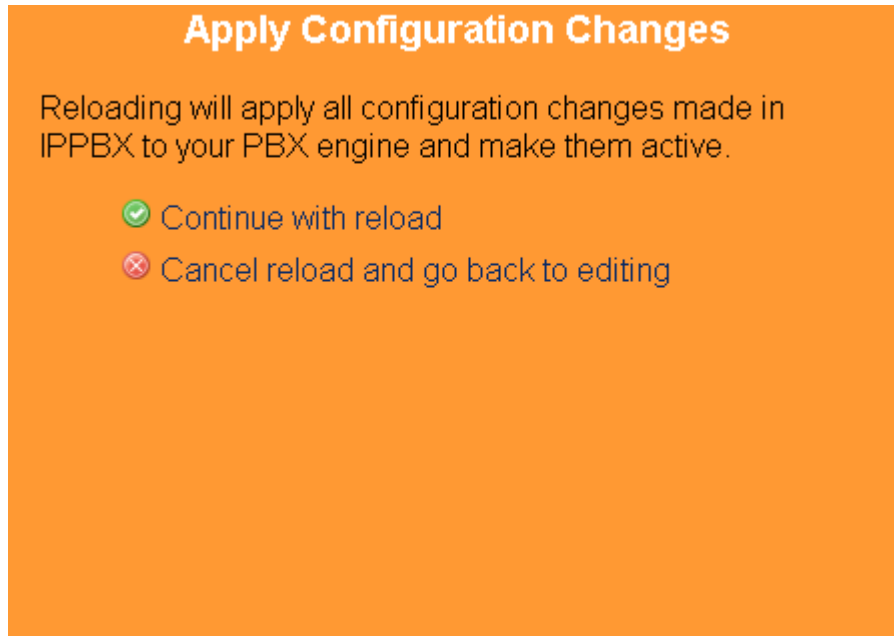 Apply Configuration Changes
Reloading will apply all configuration changes made in
IPPBX to your PBX engine and make them active.
Continue with reload
Cancel reload and go back to editing